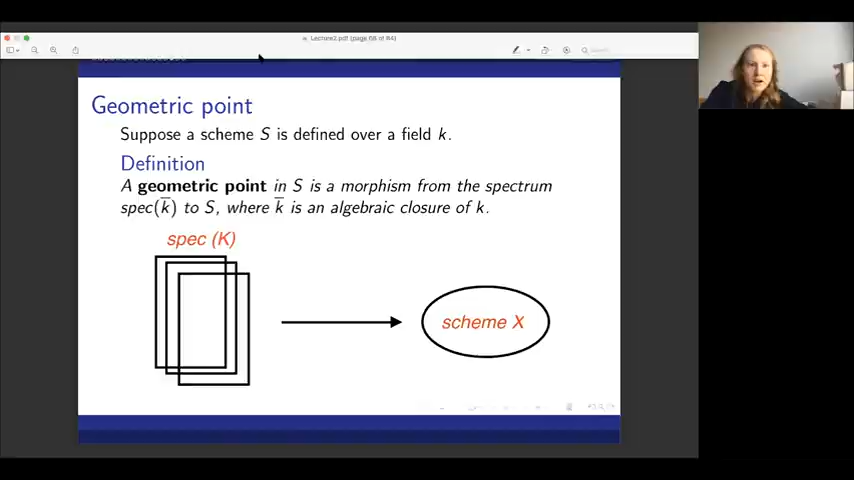 Lecture2.pdf (page 68 of 84)
Search
Geometric point
Suppose a scheme S is defined over a field k.
Definition
A geometric point in S is a morphism from the spectrum
spec(k̅) to S, where k̅ is an algebraic closure of k.
spec (K)
scheme X